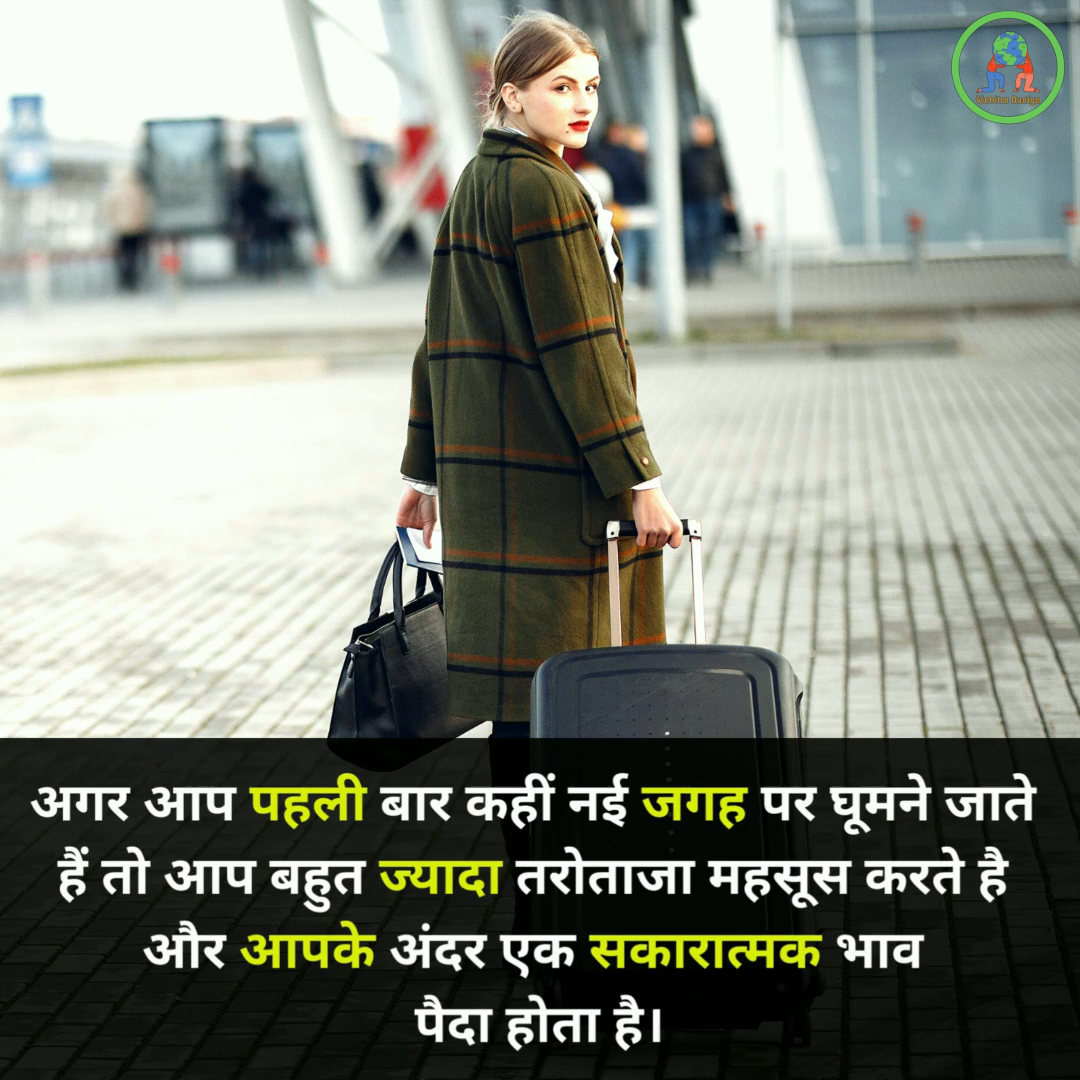 अगर आप पहली बार कहीं नई जगह पर घूमने जाते
हैं तो आप बहुत ज्यादा तरोताजा महसूस करते है
और आपके अंदर एक सकारात्मक भाव
पैदा होता है।